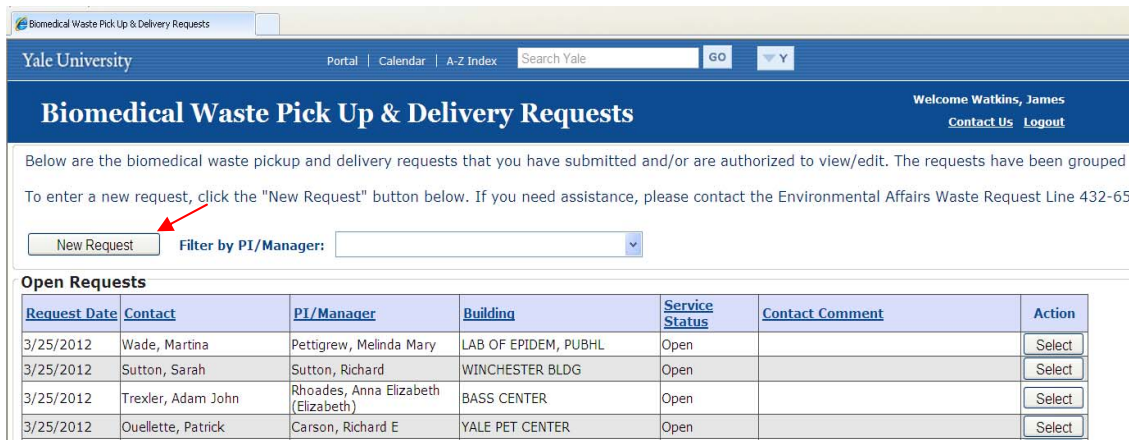 Biomedical Waste Pick Up & Delivery Requests
Yale University Portal | Calendar | A-Z Index Search Yale GO Y
Biomedical Waste Pick Up & Delivery Requests
Welcome Watkins, James
Contact Us Logout
Below are the biomedical waste pickup and delivery requests that you have submitted and/or are authorized to view/edit. The requests have been grouped
To enter a new request, click the "New Request" button below. If you need assistance, please contact the Environmental Affairs Waste Request Line 432-65
New Request Filter by PI/Manager:
Open Requests
Request Date Contact PI/Manager Building Service Status Contact Comment Action
3/25/2012 Wade, Martina Pettigrew, Melinda Mary LAB OF EPIDEM, PUBHL Open Select
3/25/2012 Sutton, Sarah Sutton, Richard WINCHESTER BLDG Open Select
3/25/2012 Trexler, Adam John Rhoades, Anna Elizabeth (Elizabeth) BASS CENTER Open Select
3/25/2012 Ouellette, Patrick Carson, Richard E YALE PET CENTER Open Select